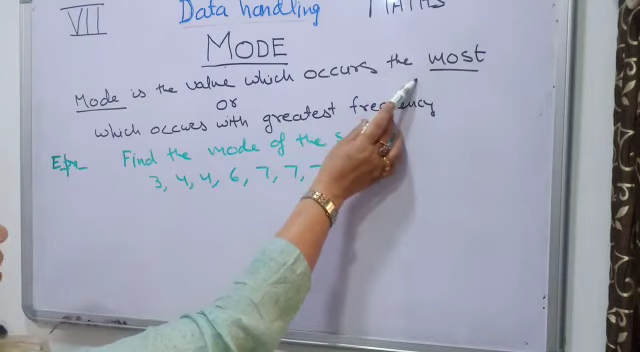 VII Data handling MATHS
MODE
Mode is the value which occurs the most
or
which occurs with greatest frequency
Find the mode of the
3, 4, 4, 6, 7, 7, 7